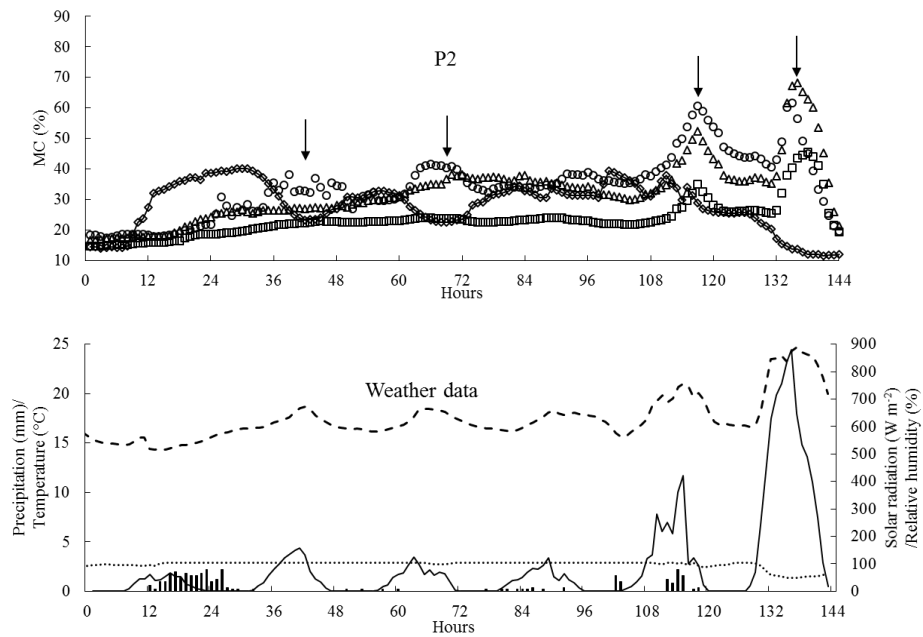 90
80
70
60
50
40
30
20
10
MC (%)
P2
0 12 24 36 48 60 72 84 96 108 120 132 144
Hours
25
20
15
10
5
0
Precipitation (mm)/
Temperature (°C)
Weather data
900
800
700
600
500
400
300
200
100
0
Solar radiation (W m-2)
/Relative humidity (%)
0 12 24 36 48 60 72 84 96 108 120 132 144
Hours